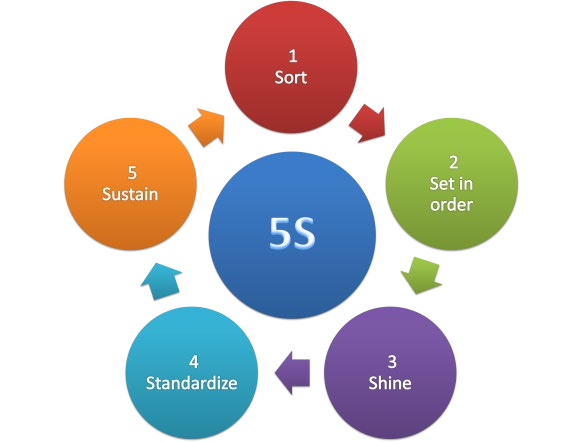 1
Sort
2
Set in
order
3
Shine
4
Standardize
5
Sustain
5S